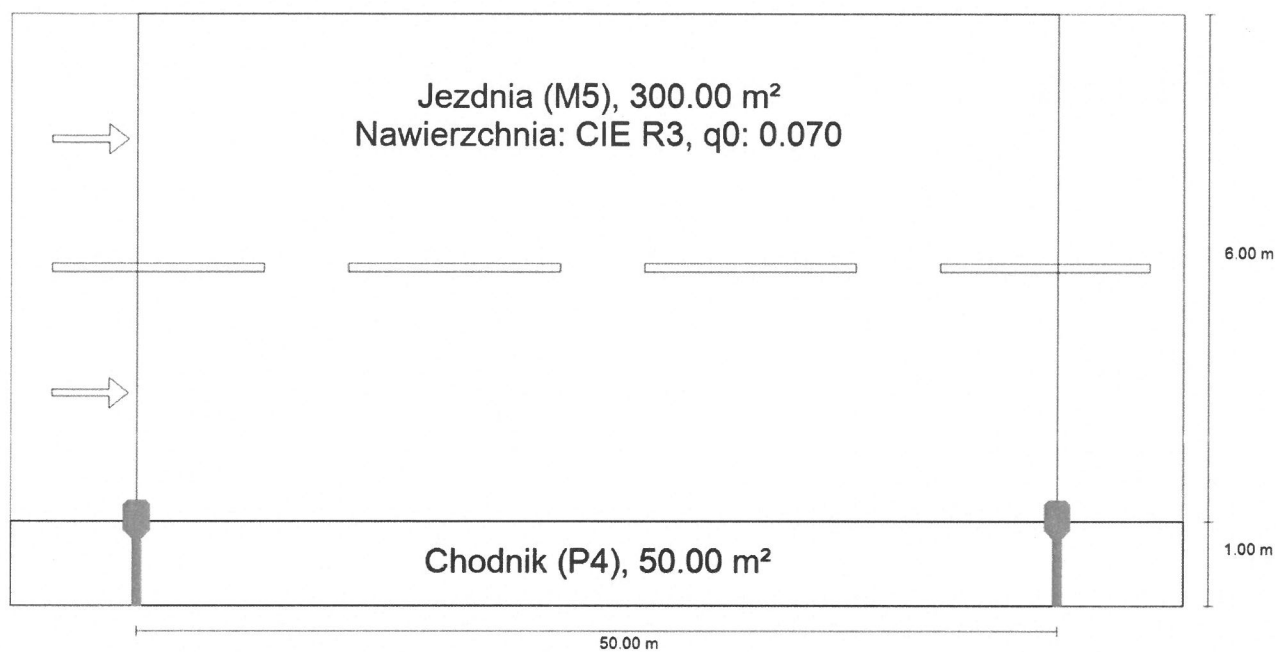 Jezdnia (M5), 300.00 m²
Nawierzchnia: CIE R3, q0: 0.070
6.00 m
Chodnik (P4), 50.00 m²
1.00 m
50.00 m